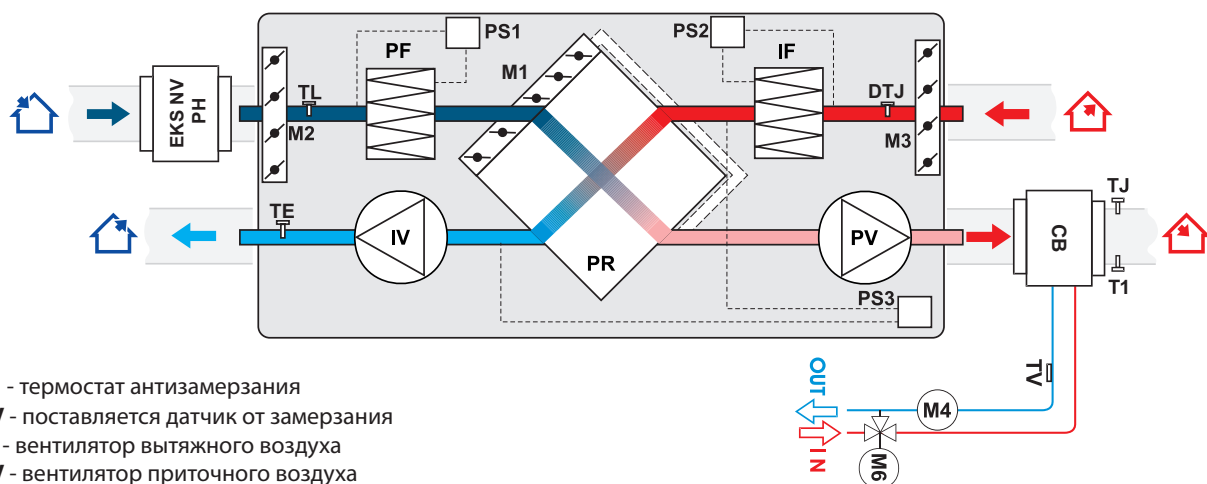 PS1
PS2
PF
IF
M1
EKS NV
PH
TL
DTJ
M2
M3
TE
TJ
IV
PR
PV
CB
PS3
T1
- термостат антизамерзания
V - поставляется датчик от замерзания
- вентилятор вытяжного воздуха
V - вентилятор приточного воздуха
TV
OUT
M4
IN
M6